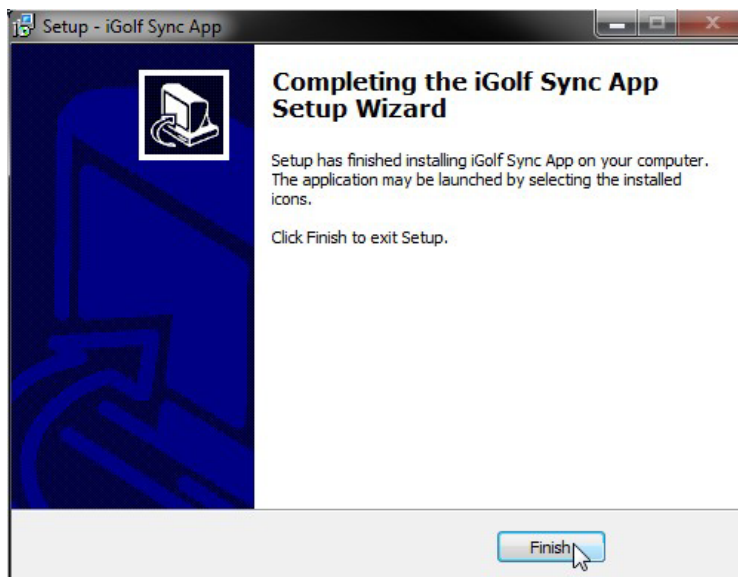 Setup - iGolf Sync App
Completing the iGolf Sync App
Setup Wizard
Setup has finished installing iGolf Sync App on your computer.
The application may be launched by selecting the installed
icons.
Click Finish to exit Setup.
Finish